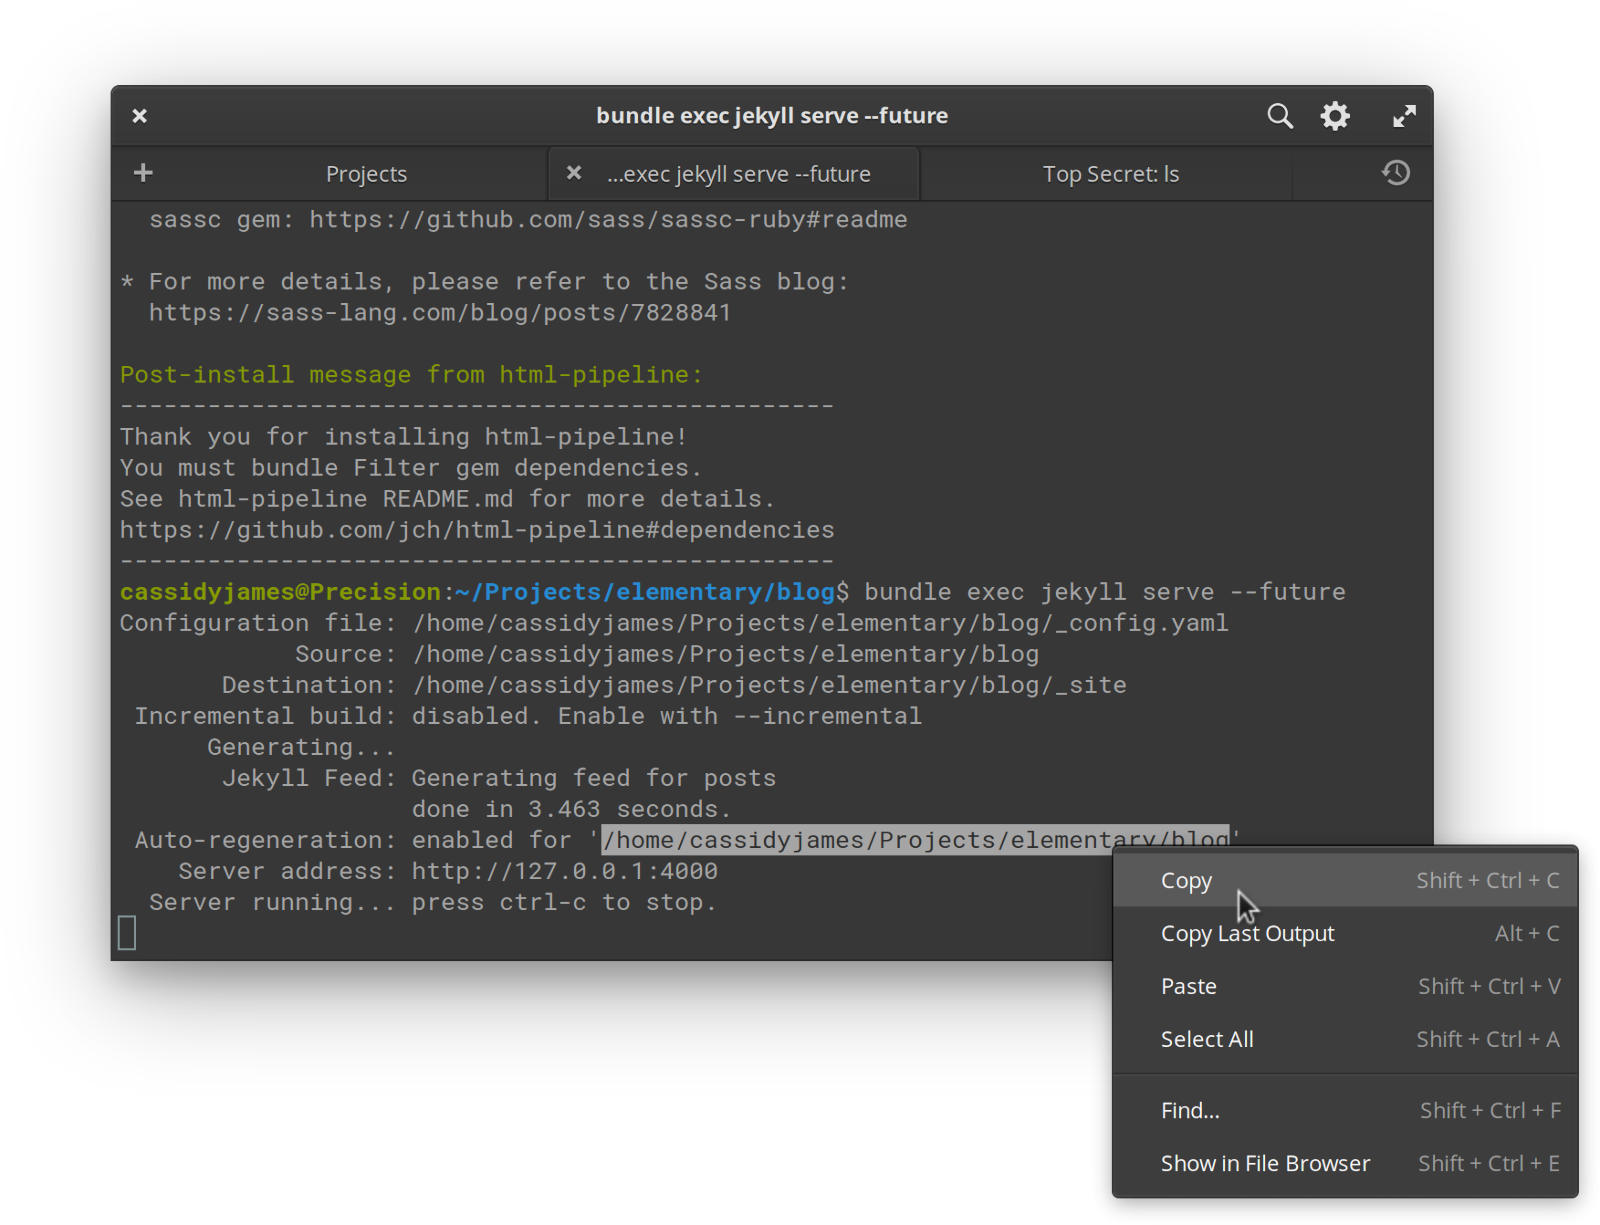 bundle exec jekyll serve --future
Projects
...exec jekyll serve --future
Top Secret: ls
sassc gem: https://github.com/sass/sassc-ruby#readme
* For more details, please refer to the Sass blog:
https://sass-lang.com/blog/posts/7828841
Post-install message from html-pipeline:
-------------------------------------------------
Thank you for installing html-pipeline!
You must bundle Filter gem dependencies.
See html-pipeline README.md for more details.
https://github.com/jch/html-pipeline#dependencies
-------------------------------------------------
cassidyjames@Precision:~/Projects/elementary/blog$ bundle exec jekyll serve --future
Configuration file: /home/cassidyjames/Projects/elementary/blog/_config.yaml
Source: /home/cassidyjames/Projects/elementary/blog
Destination: /home/cassidyjames/Projects/elementary/blog/_site
Incremental build: disabled. Enable with --incremental
Generating...
Jekyll Feed: Generating feed for posts
done in 3.463 seconds.
Auto-regeneration: enabled for '/home/cassidyjames/Projects/elementary/blog'
Server address: http://127.0.0.1:4000
Server running... press ctrl-c to stop.
Copy Shift + Ctrl + C
Copy Last Output Alt + C
Paste Shift + Ctrl + V
Select All Shift + Ctrl + A
Find... Shift + Ctrl + F
Show in File Browser Shift + Ctrl + E